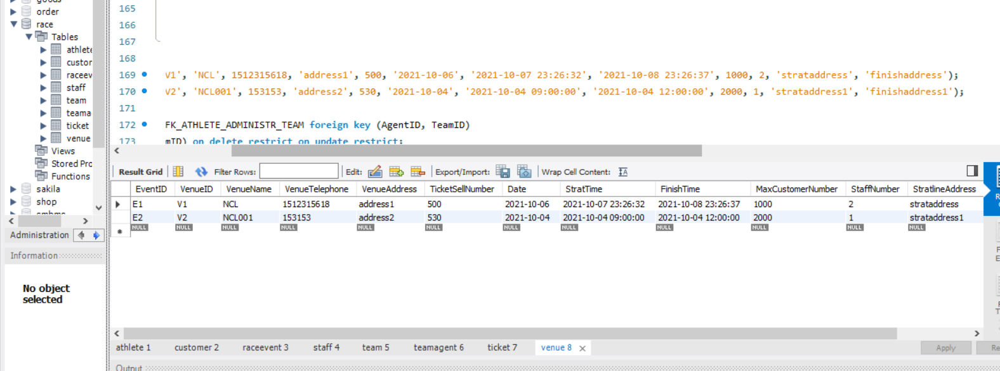 goods
order
race
Tables
athlete
custor
raceev
staff
team
teama
ticket
venue
Views
Stored Pro
Functions
sakila
shop
Administration
Information
No object
selected
165
166
167
168
169 V1', 'NCL', 1512315618, 'address1', 500, '2021-10-06', '2021-10-07 23:26:32', '2021-10-08 23:26:37', 1000, 2, 'strataddress', 'finishaddress');
170 V2', 'NCL001', 153153, 'address2', 530, '2021-10-04', '2021-10-04 09:00:00', '2021-10-04 12:00:00', 2000, 1, 'strataddress1', 'finishaddress1');
171
172 FK_ATHLETE_ADMINISTR_TEAM foreign key (AgentID, TeamID)
173 mID) on delete restrict on update restrict;
Result Grid Filter Rows: Edit: Export/Import: Wrap Cell Content: IA
EventID VenueID VenueName VenueTelephone VenueAddress TicketSellNumber Date StratTime FinishTime MaxCustomerNumber StaffNumber StratlineAddress
E1 V1 NCL 1512315618 address1 500 2021-10-06 2021-10-07 23:26:32 2021-10-08 23:26:37 1000 2 strataddress
E2 V2 NCL001 153153 address2 530 2021-10-04 2021-10-04 09:00:00 2021-10-04 12:00:00 2000 1 strataddress1
NULL NULL NULL NULL NULL NULL NULL NULL NULL NULL NULL NULL
athlete 1 customer 2 raceevent 3 staff 4 team 5 teamagent 6 ticket 7 venue 8 Apply Re
Output